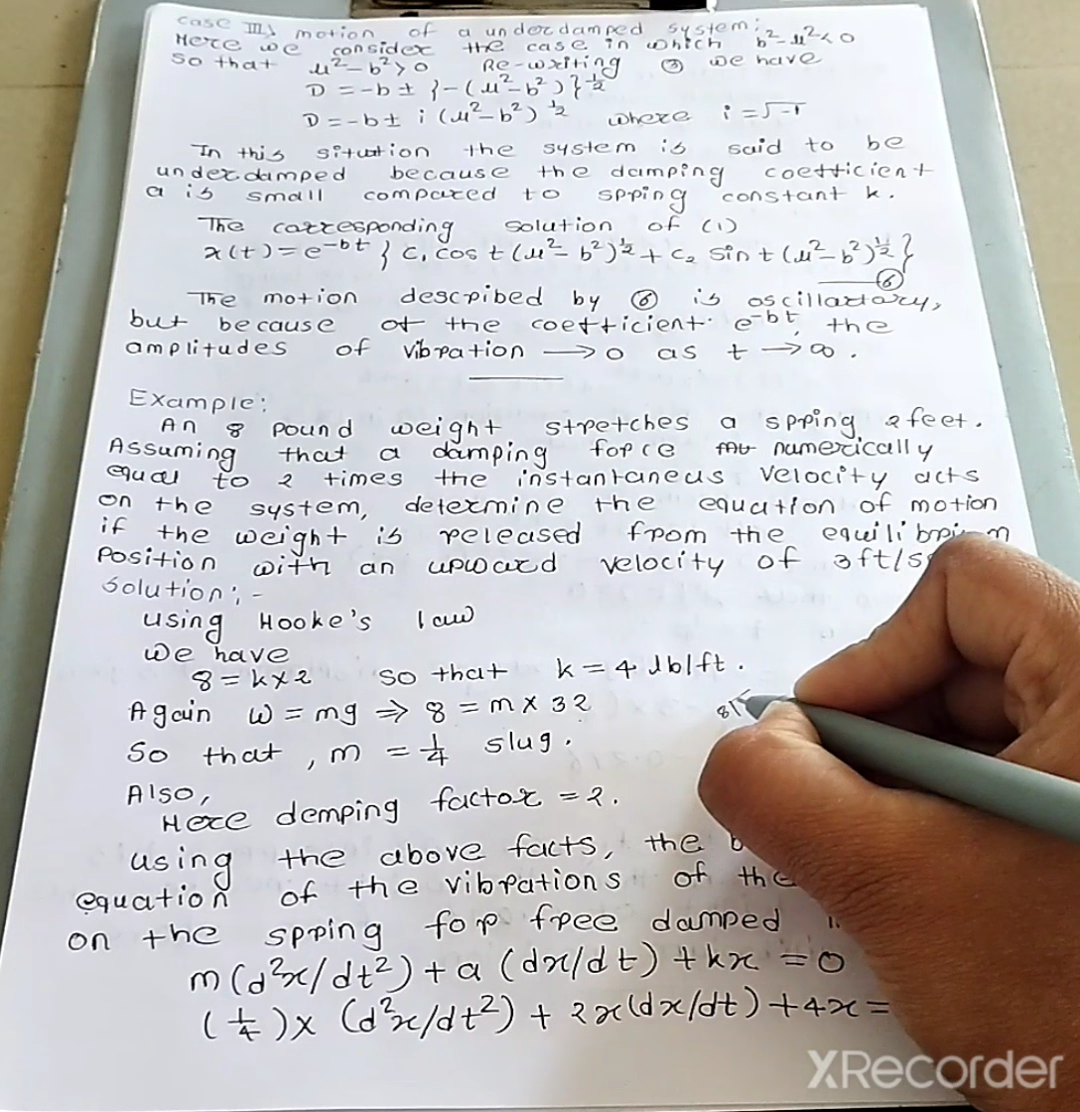 case III) motion of a underdamped system:
Here we consider the case in which b²-μ²<0
so that μ²-b²>0 Re-writing ③ we have
D = -b ± }-(μ²-b²)}½
D = -b ± i (μ²-b²)½ where i = √-1
In this situation the system is said to be
underdamped because the damping coefficient
a is small compared to spring constant k.
The corresponding solution of (1)
x(t) = e⁻ᵇᵗ } c₁ cos t (μ²-b²)½ + c₂ sin t (μ²-b²)½}
⑥
The motion described by ⑥ is oscillatory,
but because of the coefficient e⁻ᵇᵗ, the
amplitudes of vibration → 0 as t → ∞.
Example:
An 8 pound weight stretches a spring 2 feet.
Assuming that a damping force numerically
equal to 2 times the instantaneus velocity acts
on the system, determine the equation of motion
if the weight is released from the equilibrium
position with an upward velocity of 3ft/s
Solution:-
using Hooke's law
we have
8 = k×2 so that k = 4 lb/ft.
Again w = mg ⇒ 8 = m × 32
So that, m = 1/4 slug.
Also,
Here demping factor = 2.
using the above facts, the b
equation of the vibrations of the
on the spring for free damped
m(d²x/dt²) + a (dx/dt) + kx = 0
(1/4)× (d²x/dt²) + 2×(dx/dt) + 4x =
XRecorder